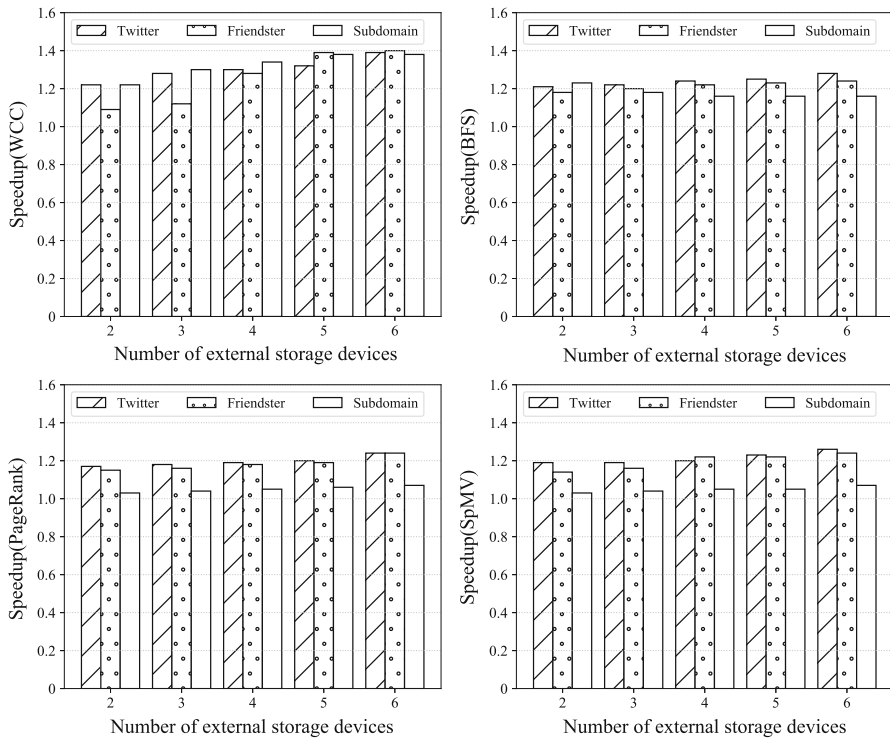 Twitter Friendster Subdomain
1.6
1.4
1.2
1.0
0.8
0.6
0.4
0.2
0
Speedup(WCC)
2 3 4 5 6
Number of external storage devices
Twitter Friendster Subdomain
1.6
1.4
1.2
1.0
0.8
0.6
0.4
0.2
0
Speedup(BFS)
2 3 4 5 6
Number of external storage devices
Twitter Friendster Subdomain
1.6
1.4
1.2
1.0
0.8
0.6
0.4
0.2
0
Speedup(PageRank)
2 3 4 5 6
Number of external storage devices
Twitter Friendster Subdomain
1.6
1.4
1.2
1.0
0.8
0.6
0.4
0.2
0
Speedup(SpMV)
2 3 4 5 6
Number of external storage devices